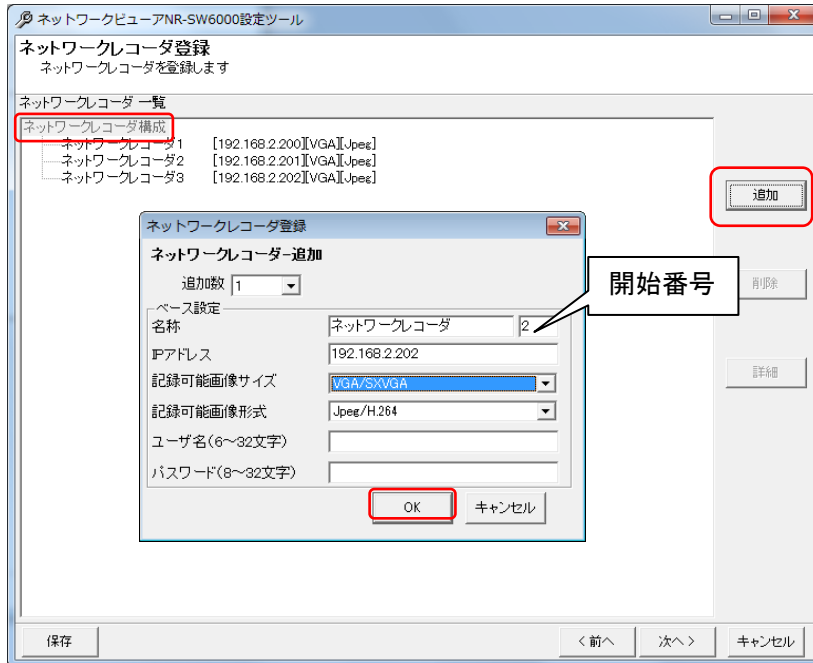 ネットワークビューアNR-SW6000設定ツール
ネットワークレコーダ登録
ネットワークレコーダを登録します
ネットワークレコーダ 一覧
ネットワークレコーダ構成
ネットワークレコーダ1 [192.168.2.200][VGA][Jpeg]
ネットワークレコーダ2 [192.168.2.201][VGA][Jpeg]
ネットワークレコーダ3 [192.168.2.202][VGA][Jpeg]
追加
削除
詳細
ネットワークレコーダ登録
ネットワークレコーダ-追加
追加数 1
ベース設定
名称 ネットワークレコーダ 2
開始番号
IPアドレス 192.168.2.202
記録可能画像サイズ VGA/SXVGA
記録可能画像形式 Jpeg/H.264
ユーザ名(6~32文字)
パスワード(8~32文字)
OK キャンセル
保存 <前へ 次へ> キャンセル